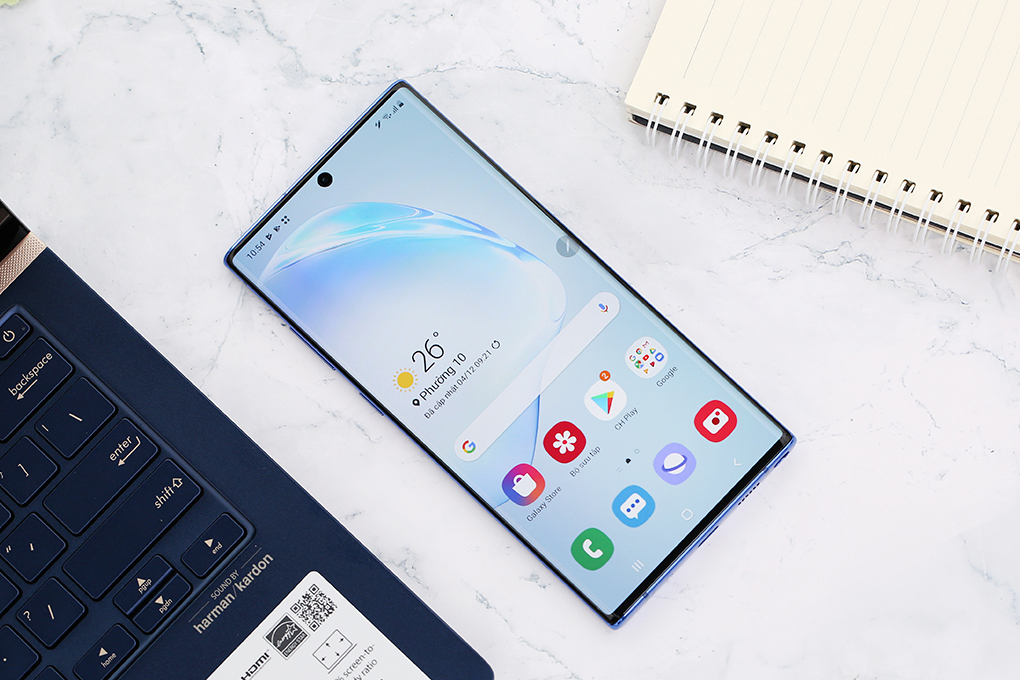 10:54
26°
Phường 10
Đã cập nhật 04/12 09:21
Galaxy Store
Bộ sưu tập
2
CH Play
Google
backspace
enter
shift
end
pgup
pgdn
home
SOUND BY
harman/kardon
HDMI
screen-to-
y ratio